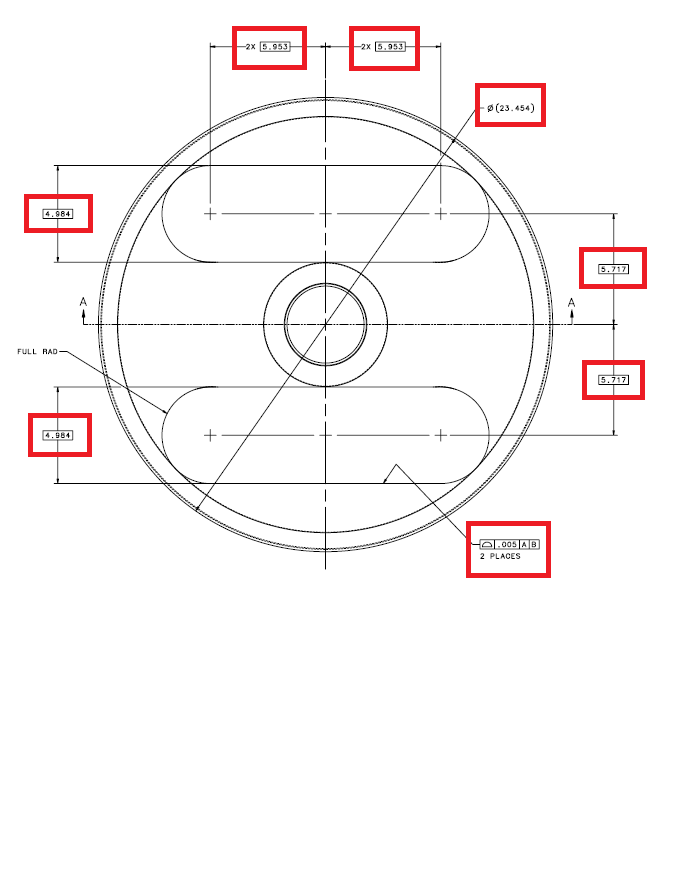 2X 5.953
2X 5.953
Ø(23.454)
4.984
5.717
A
A
FULL RAD
5.717
4.984
⌓ .005 A B
2 PLACES